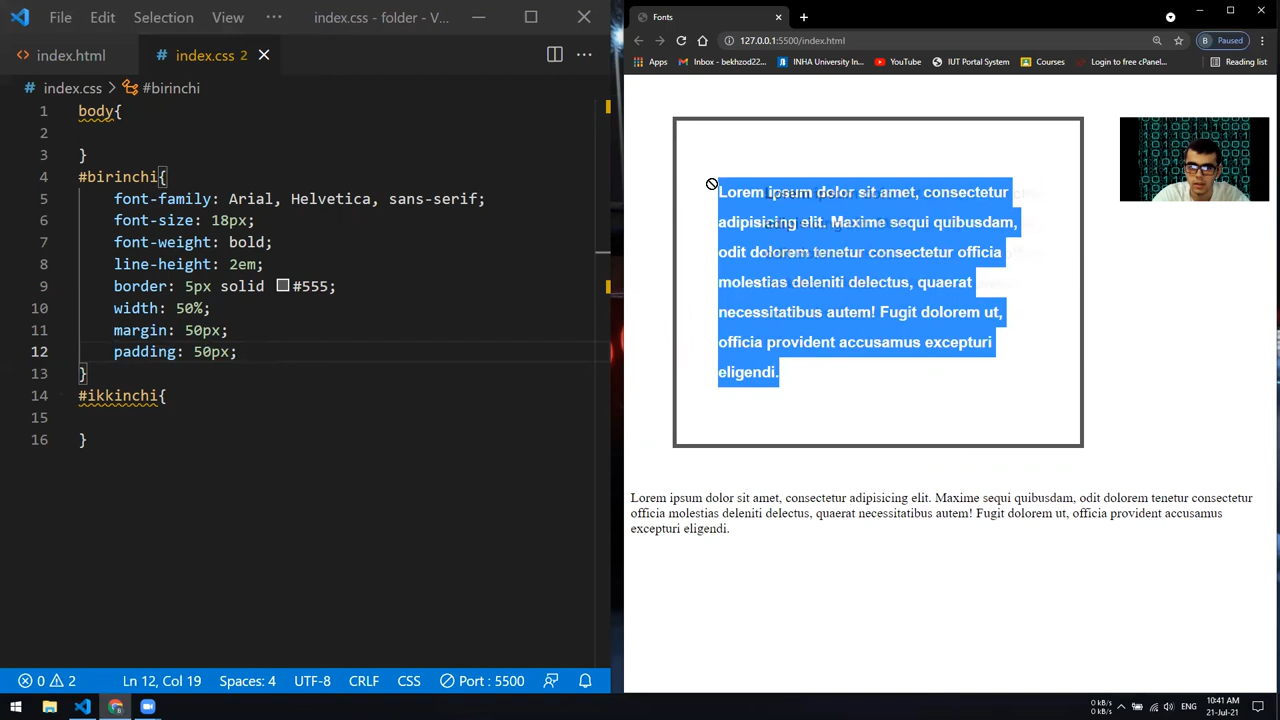 File Edit Selection View ··· index.css - folder - V...
index.html
index.css 2
index.css > #birinchi
1 body{
2
3 }
4 #birinchi{
5 font-family: Arial, Helvetica, sans-serif;
6 font-size: 18px;
7 font-weight: bold;
8 line-height: 2em;
9 border: 5px solid #555;
10 width: 50%;
11 margin: 50px;
12 padding: 50px;
13 }
14 #ikkinchi{
15
16 }
0 2 Ln 12, Col 19 Spaces: 4 UTF-8 CRLF CSS Port : 5500
Fonts
127.0.0.1:5500/index.html
B Paused
Apps Inbox - bekhzod22... INHA University In... YouTube IUT Portal System Courses Login to free cPanel... Reading list
Lorem ipsum dolor sit amet, consectetur
adipisicing elit. Maxime sequi quibusdam,
odit dolorem tenetur consectetur officia
molestias deleniti delectus, quaerat
necessitatibus autem! Fugit dolorem ut,
officia provident accusamus excepturi
eligendi.
Lorem ipsum dolor sit amet, consectetur adipisicing elit. Maxime sequi quibusdam, odit dolorem tenetur consectetur
officia molestias deleniti delectus, quaerat necessitatibus autem! Fugit dolorem ut, officia provident accusamus
excepturi eligendi.
0 kB/s
0 kB/s
ENG
10:41 AM
21-Jul-21